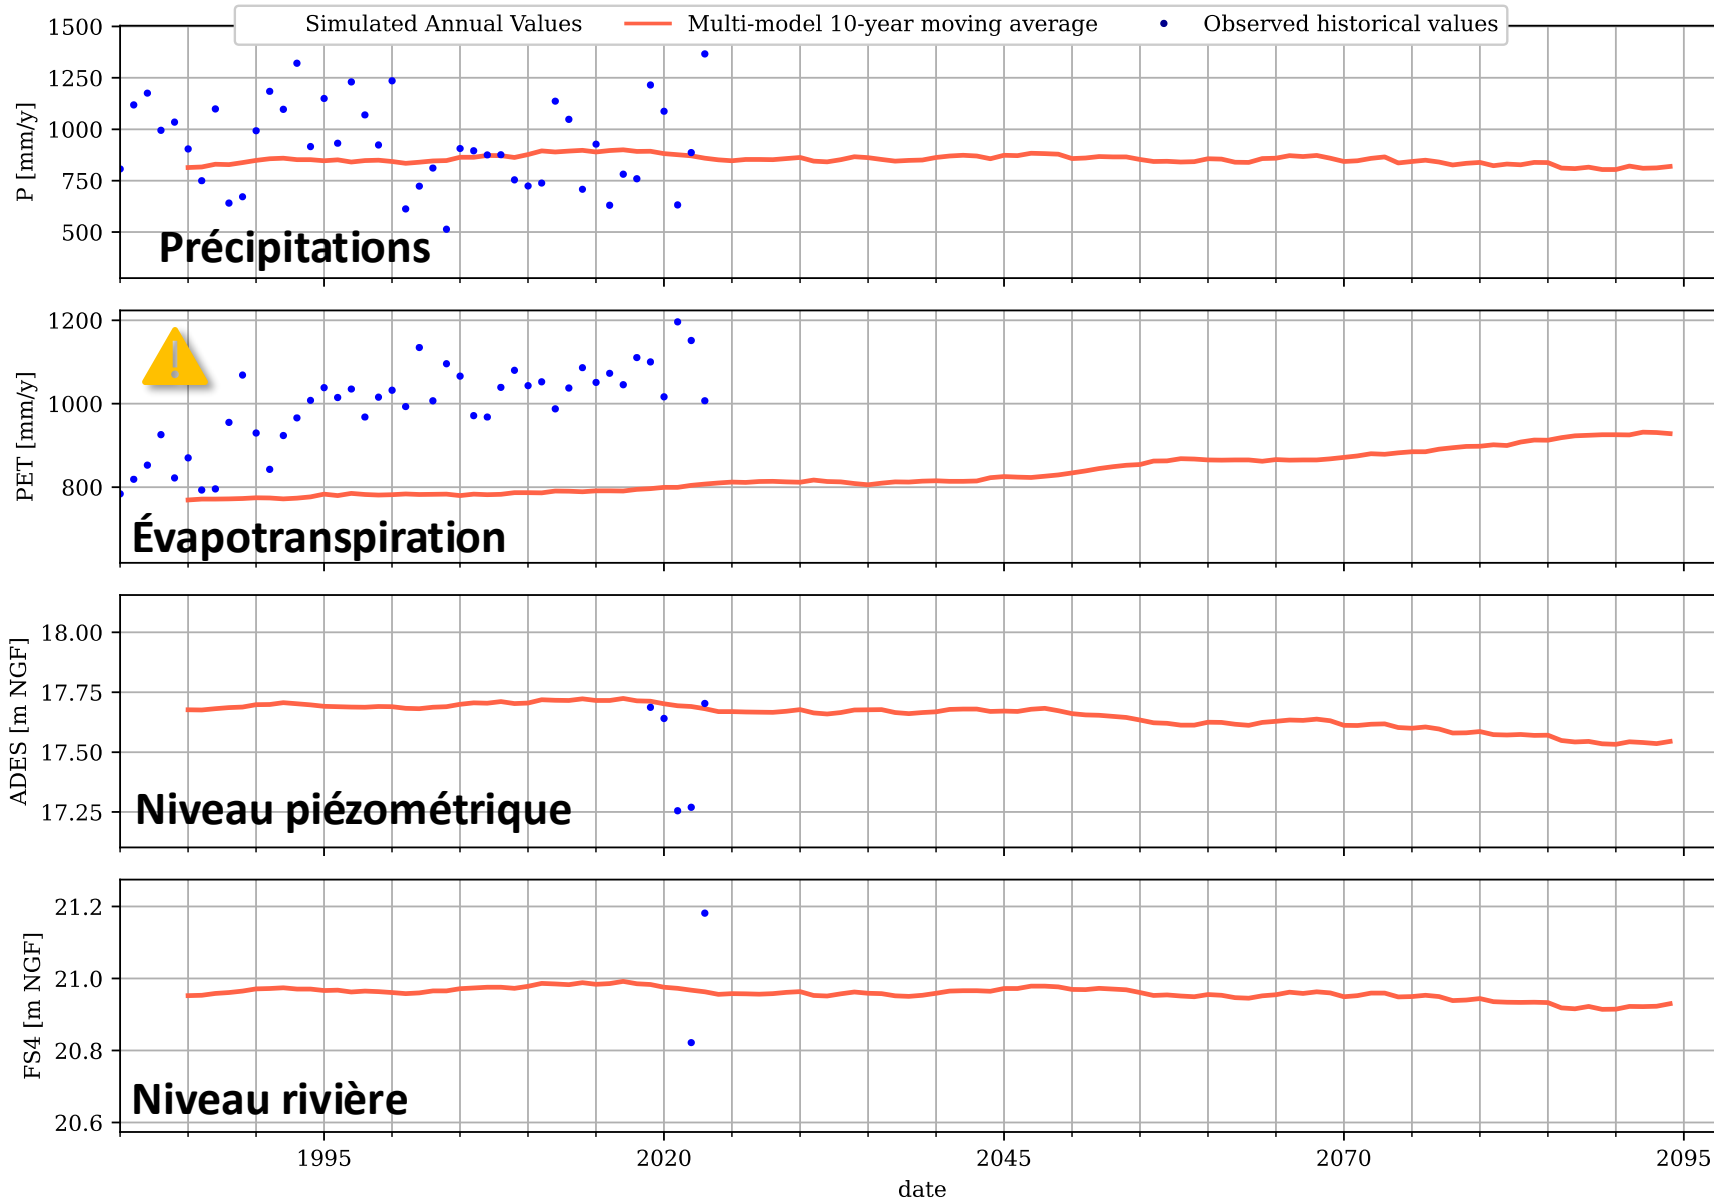 Simulated Annual Values Multi-model 10-year moving average Observed historical values
P [mm/y]
1500
1250
1000
750
500
Précipitations
PET [mm/y]
1200
1000
800
!
Évapotranspiration
ADES [m NGF]
18.00
17.75
17.50
17.25
Niveau piézométrique
FS4 [m NGF]
21.2
21.0
20.8
20.6
Niveau rivière
1995 2020 2045 2070 2095
date